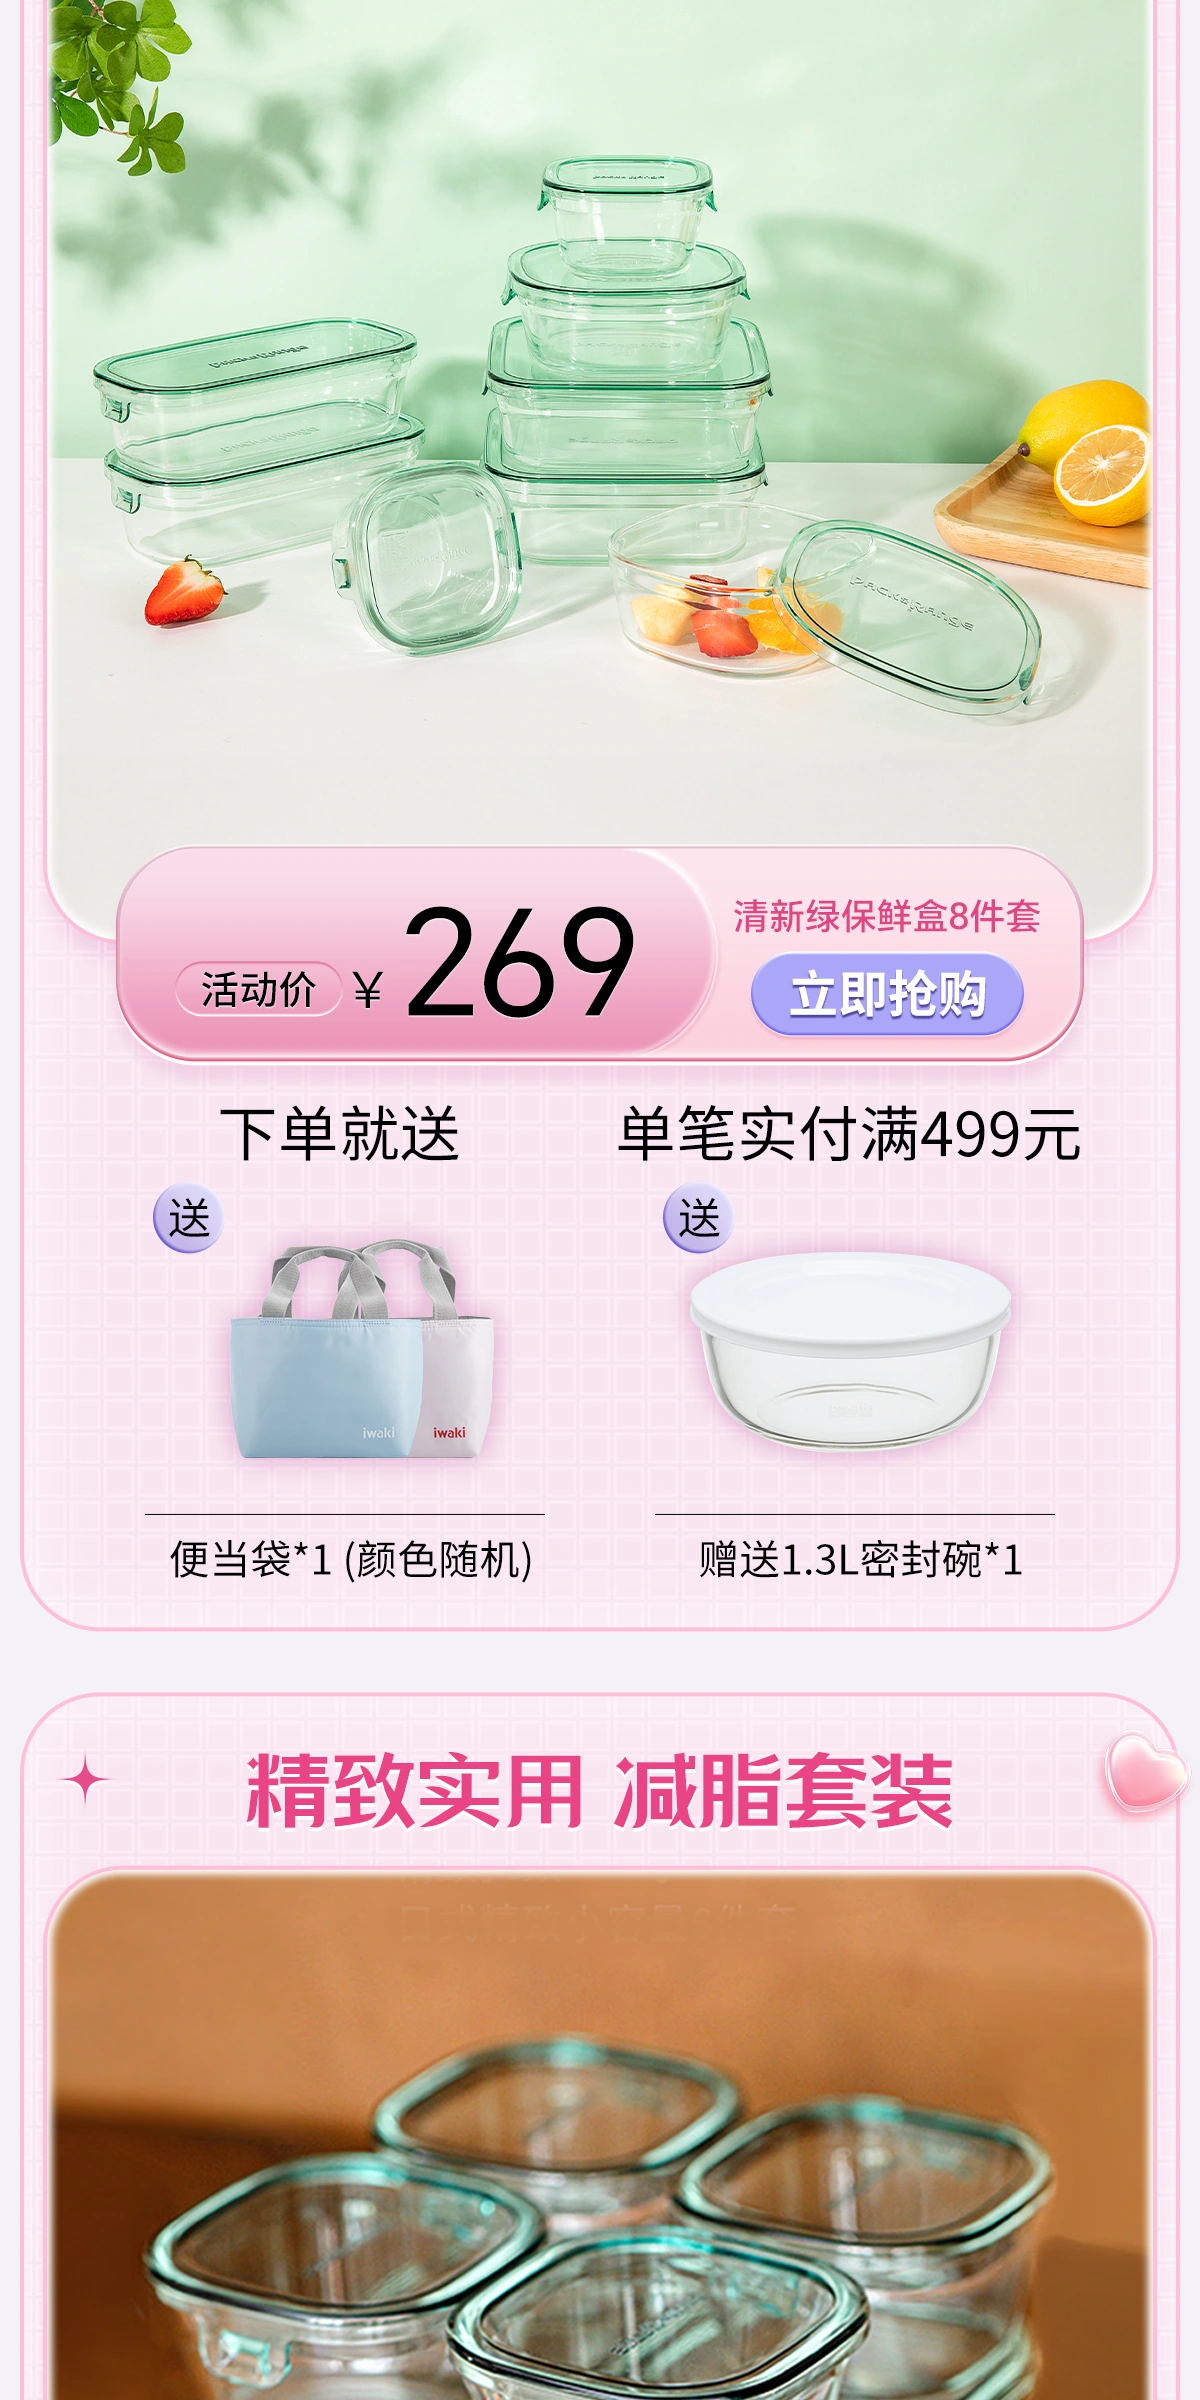 pack&range
清新绿保鲜盒8件套
活动价 ¥ 269
立即抢购
下单就送
单笔实付满499元
送
送
iwaki
iwaki
便当袋*1 (颜色随机)
赠送1.3L密封碗*1
精致实用 减脂套装